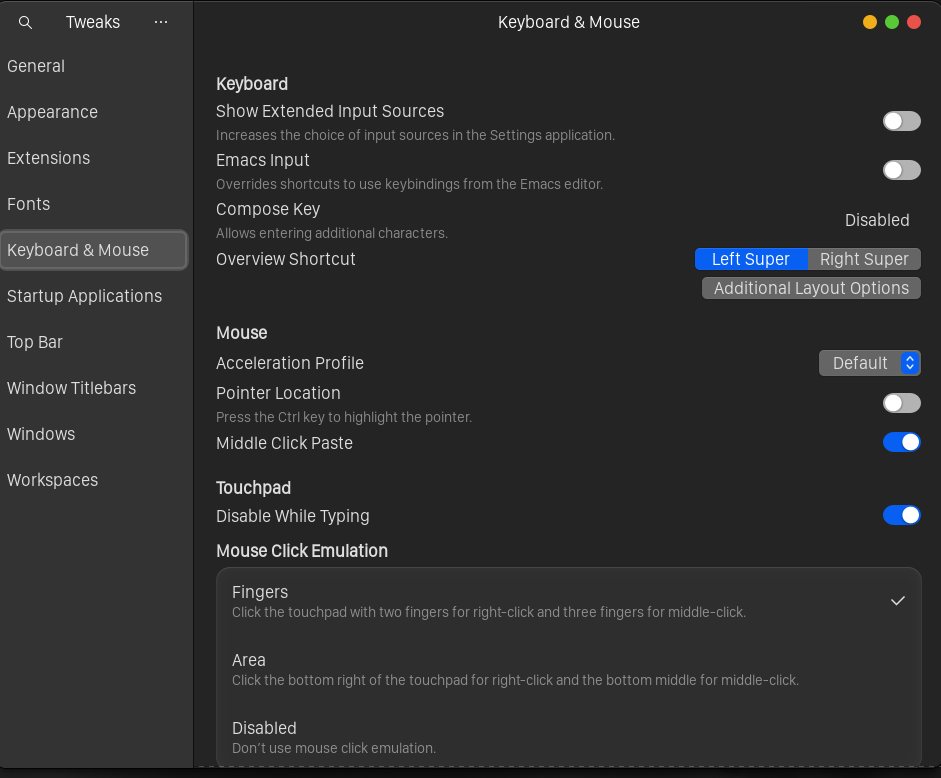 Tweaks
Keyboard & Mouse
General
Appearance
Extensions
Fonts
Keyboard & Mouse
Startup Applications
Top Bar
Window Titlebars
Windows
Workspaces
Keyboard
Show Extended Input Sources
Increases the choice of input sources in the Settings application.
Emacs Input
Overrides shortcuts to use keybindings from the Emacs editor.
Compose Key
Allows entering additional characters.
Disabled
Overview Shortcut
Left Super
Right Super
Additional Layout Options
Mouse
Acceleration Profile
Default
Pointer Location
Press the Ctrl key to highlight the pointer.
Middle Click Paste
Touchpad
Disable While Typing
Mouse Click Emulation
Fingers
Click the touchpad with two fingers for right-click and three fingers for middle-click.
Area
Click the bottom right of the touchpad for right-click and the bottom middle for middle-click.
Disabled
Don’t use mouse click emulation.